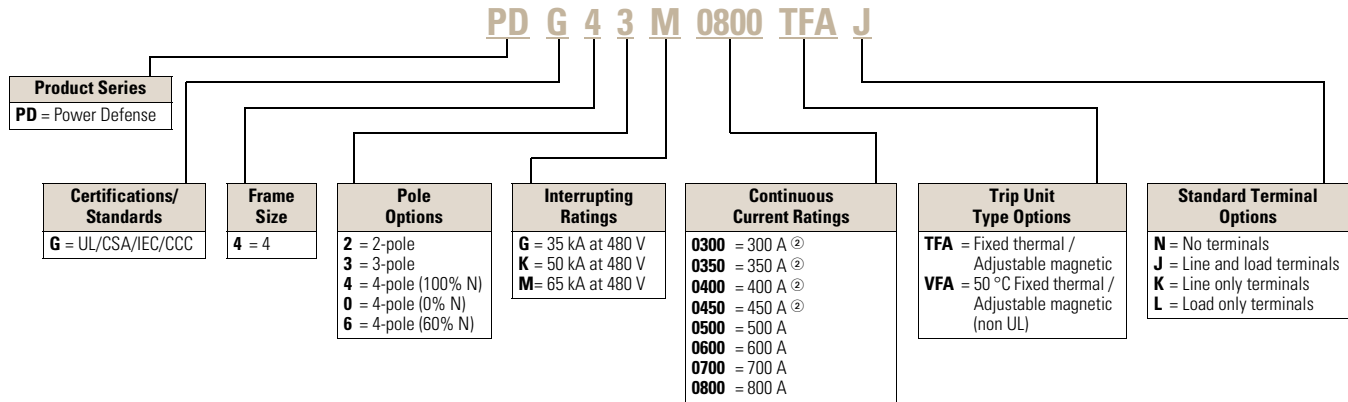 PD G 4 3 M 0800 TFA J
Product Series
PD = Power Defense
Certifications/
Standards
G = UL/CSA/IEC/CCC
Frame
Size
4 = 4
Pole
Options
2 = 2-pole
3 = 3-pole
4 = 4-pole (100% N)
0 = 4-pole (0% N)
6 = 4-pole (60% N)
Interrupting
Ratings
G = 35 kA at 480 V
K = 50 kA at 480 V
M= 65 kA at 480 V
Continuous
Current Ratings
0300 = 300 A ②
0350 = 350 A ②
0400 = 400 A ②
0450 = 450 A ②
0500 = 500 A
0600 = 600 A
0700 = 700 A
0800 = 800 A
Trip Unit
Type Options
TFA = Fixed thermal /
Adjustable magnetic
VFA = 50 °C Fixed thermal /
Adjustable magnetic
(non UL)
Standard Terminal
Options
N = No terminals
J = Line and load terminals
K = Line only terminals
L = Load only terminals